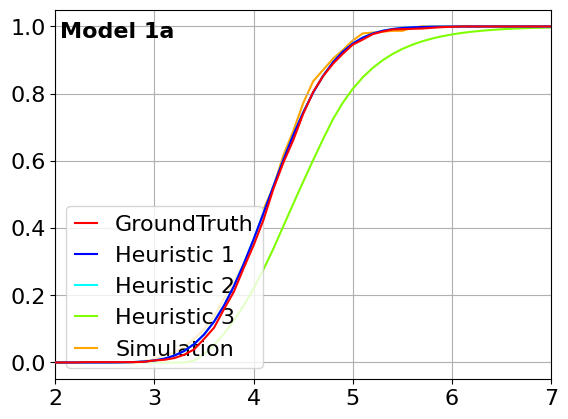 Model 1a
1.0
0.8
0.6
0.4
0.2
0.0
GroundTruth
Heuristic 1
Heuristic 2
Heuristic 3
Simulation
2 3 4 5 6 7